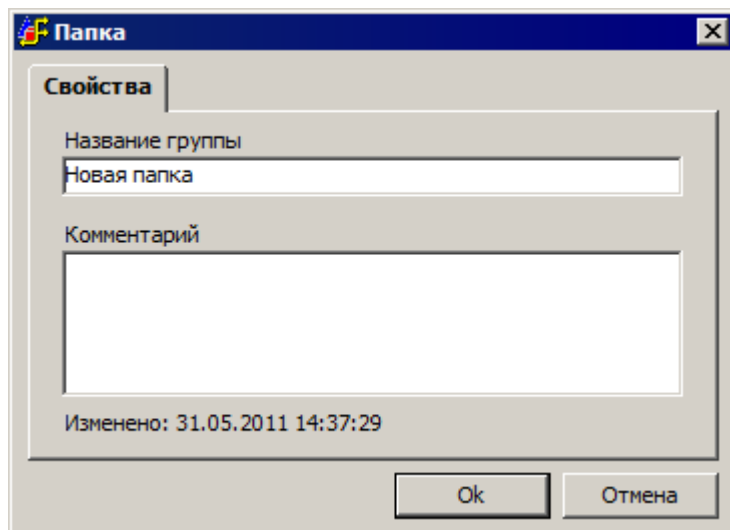 Папка
Свойства
Название группы
Новая папка
Комментарий
Изменено: 31.05.2011 14:37:29
Ok
Отмена